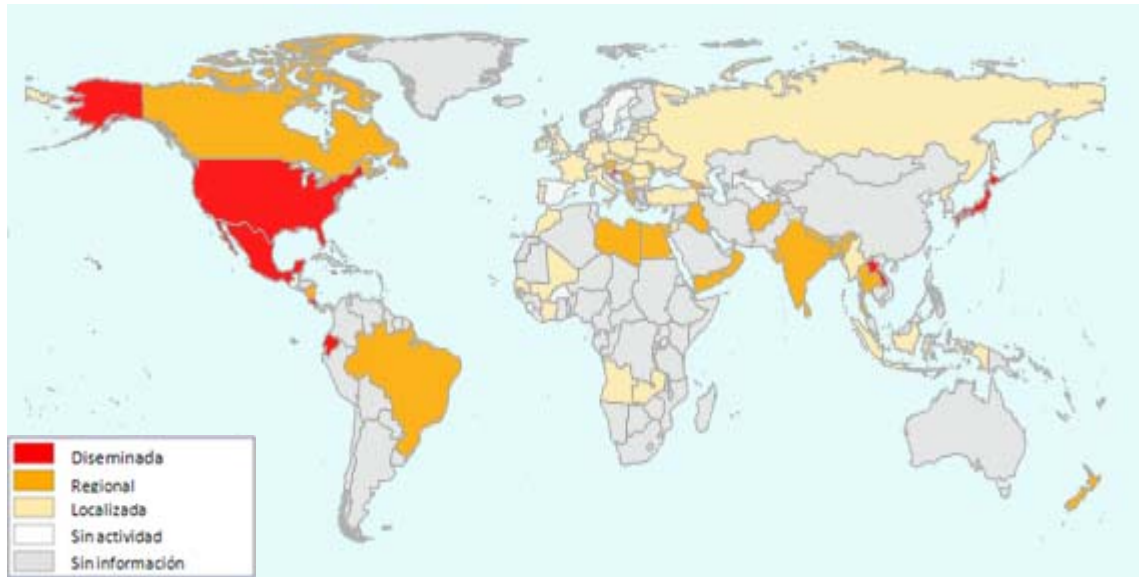 Diseminada
Regional
Localizada
Sin actividad
Sin información